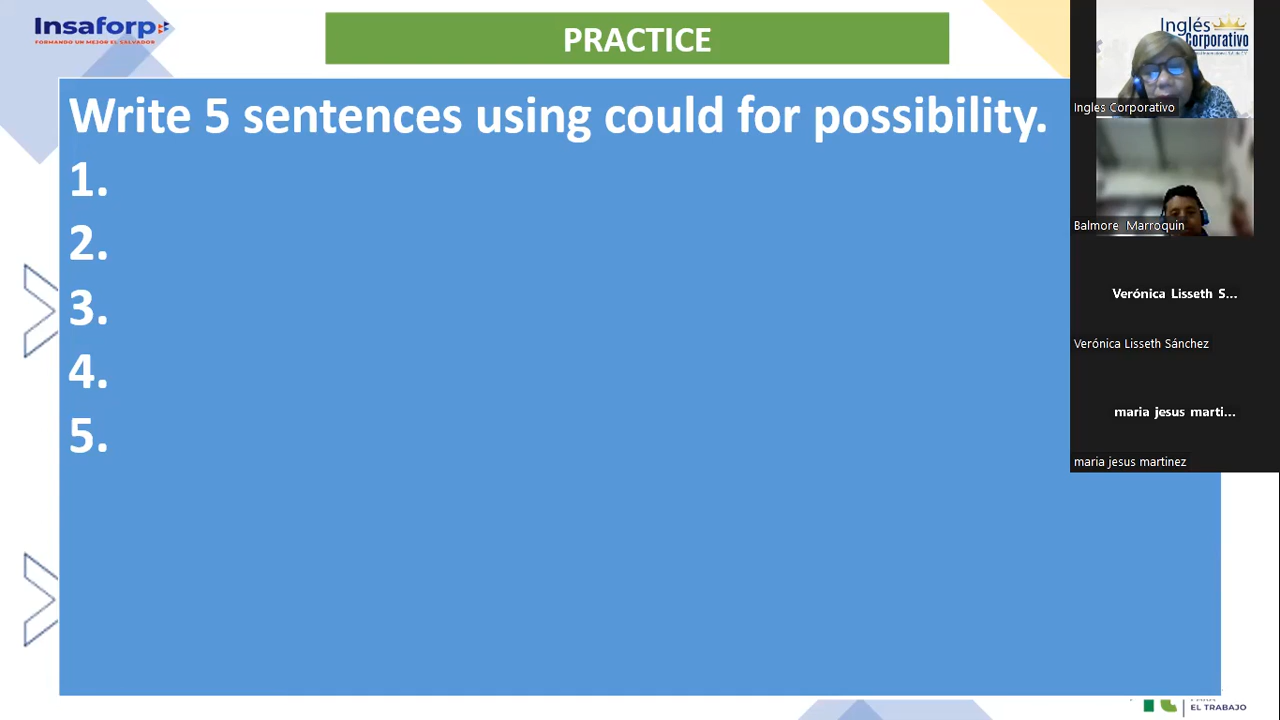 Insaforp
FORMANDO UN MEJOR EL SALVADOR
PRACTICE
Write 5 sentences using could for possibility.
1.
2.
3.
4.
5.
Inglés
Corporativo
Ingles Corporativo
Balmore Marroquin
Verónica Lisseth S...
Verónica Lisseth Sánchez
maria jesus marti...
maria jesus martinez
EL TRABAJO